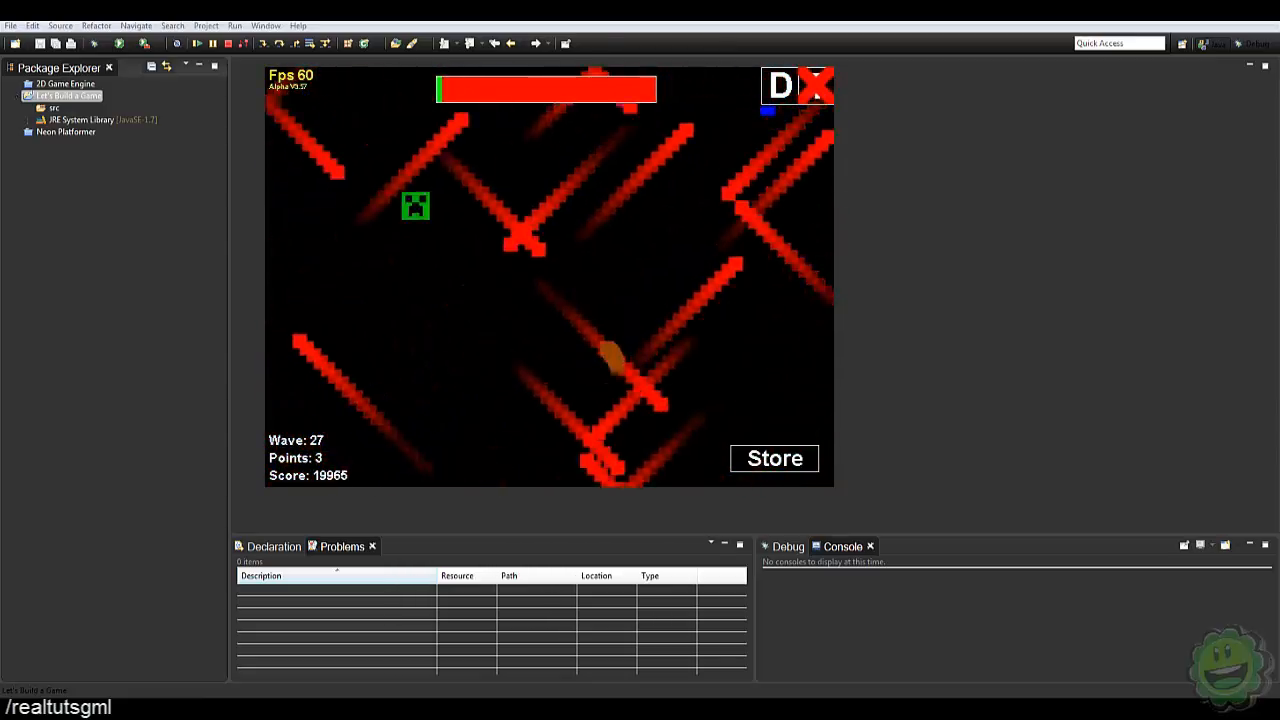 File Edit Source Refactor Navigate Search Project Run Window Help
Quick Access
Debug
Package Explorer
2D Game Engine
Let's Build a Game
src
JRE System Library [JavaSE-1.7]
Neon Platformer
Fps 60
Alpha V3.57
D
Wave: 27
Points: 3
Score: 19965
Store
Declaration Problems
0 items
Description Resource Path Location Type
Debug Console
No consoles to display at this time.
Let's Build a Game
/realtutsgml